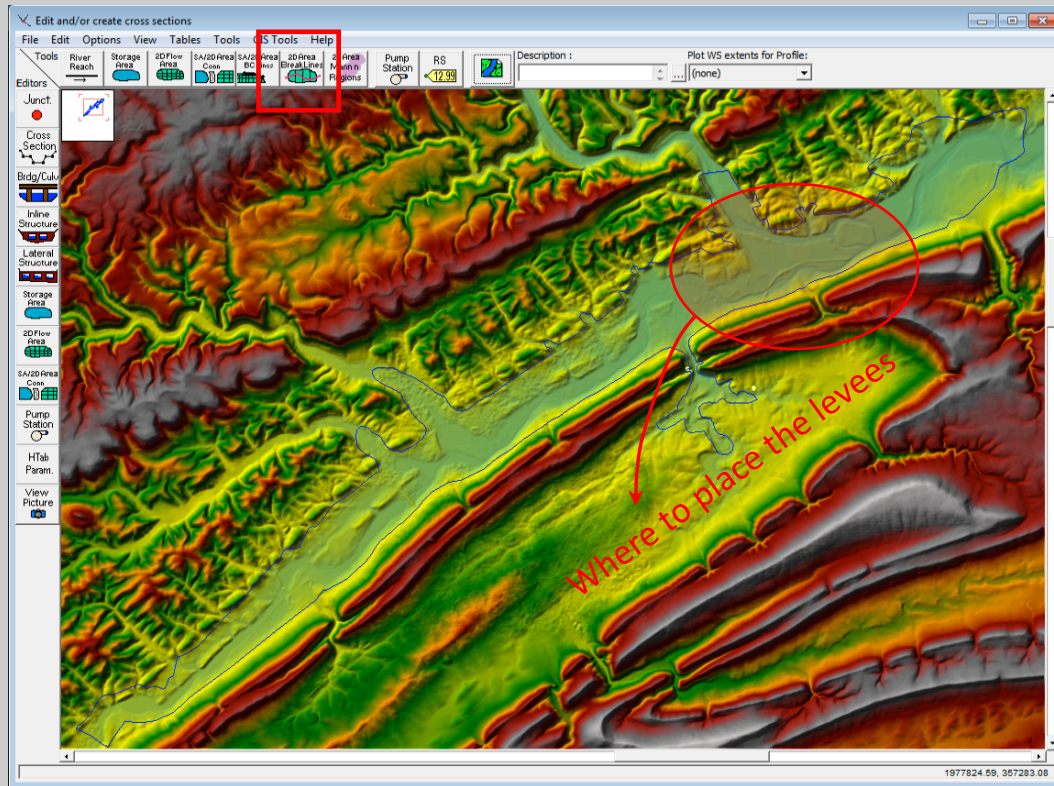 Edit and/or create cross sections
File Edit Options View Tables Tools GIS Tools Help
Tools
Editors
River
Reach
Storage
Area
2D Flow
Area
SA/2D Area
Conn
SA/2D Area
BC Lines
2D Area
BreakLines
2D Area
Mann n
Regions
Pump
Station
RS
12.99
Description :
...
Plot WS extents for Profile:
(none)
Junct.
Cross
Section
Brdg/Culv
Inline
Structure
Lateral
Structure
Storage
Area
2D Flow
Area
SA/2D Area
Conn
Pump
Station
HTab
Param.
View
Picture
Where to place the levees
1977824.59, 357283.08